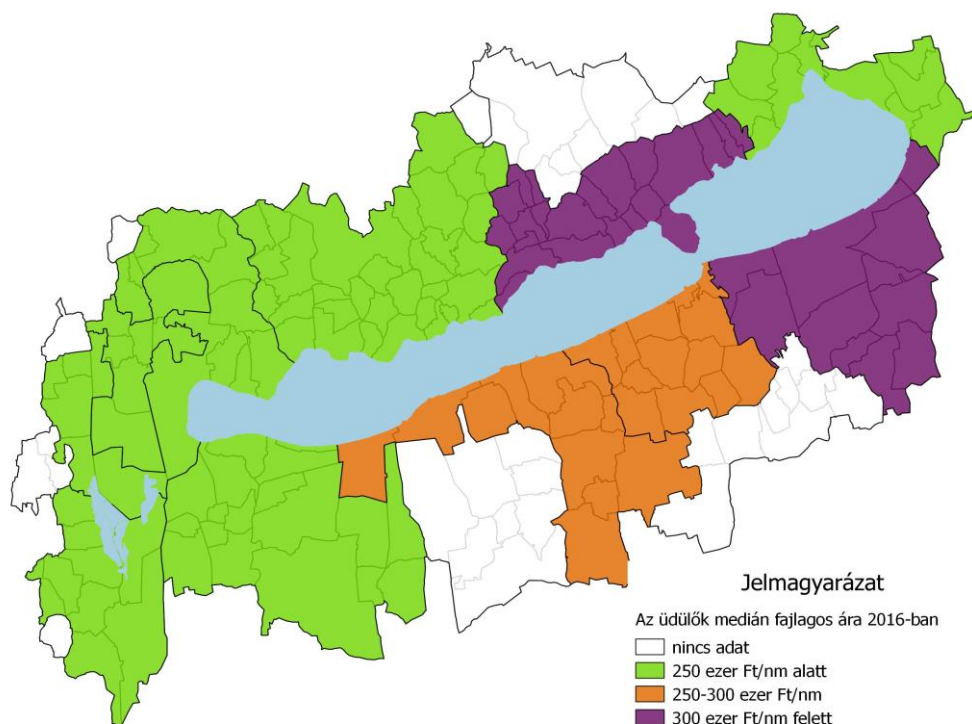 Jelmagyarázat
Az üdülők medián fajlagos ára 2016-ban
nincs adat
250 ezer Ft/nm alatt
250-300 ezer Ft/nm
300 ezer Ft/nm felett